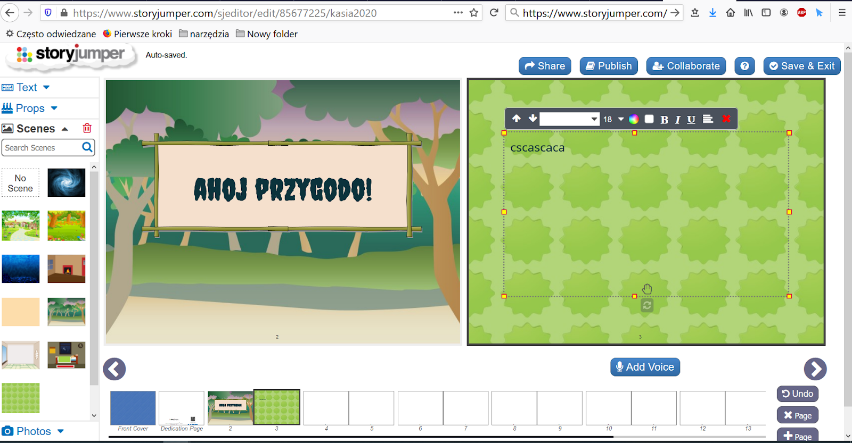 https://www.storyjumper.com/sjeditor/edit/85677225/kasia2020
https://www.storyjumper.com/
Często odwiedzane
Pierwsze kroki
narzędzia
Nowy folder
storyjumper
Auto-saved.
Share
Publish
Collaborate
?
Save & Exit
Text
Props
Scenes
Search Scenes
No
Scene
Photos
AHOJ PRZYGODO!
2
18
B I U
cscascaca
3
Add Voice
Undo
Page
Page
Front Cover
Dedication Page
2
3
4
5
6
7
8
9
10
11
12
13